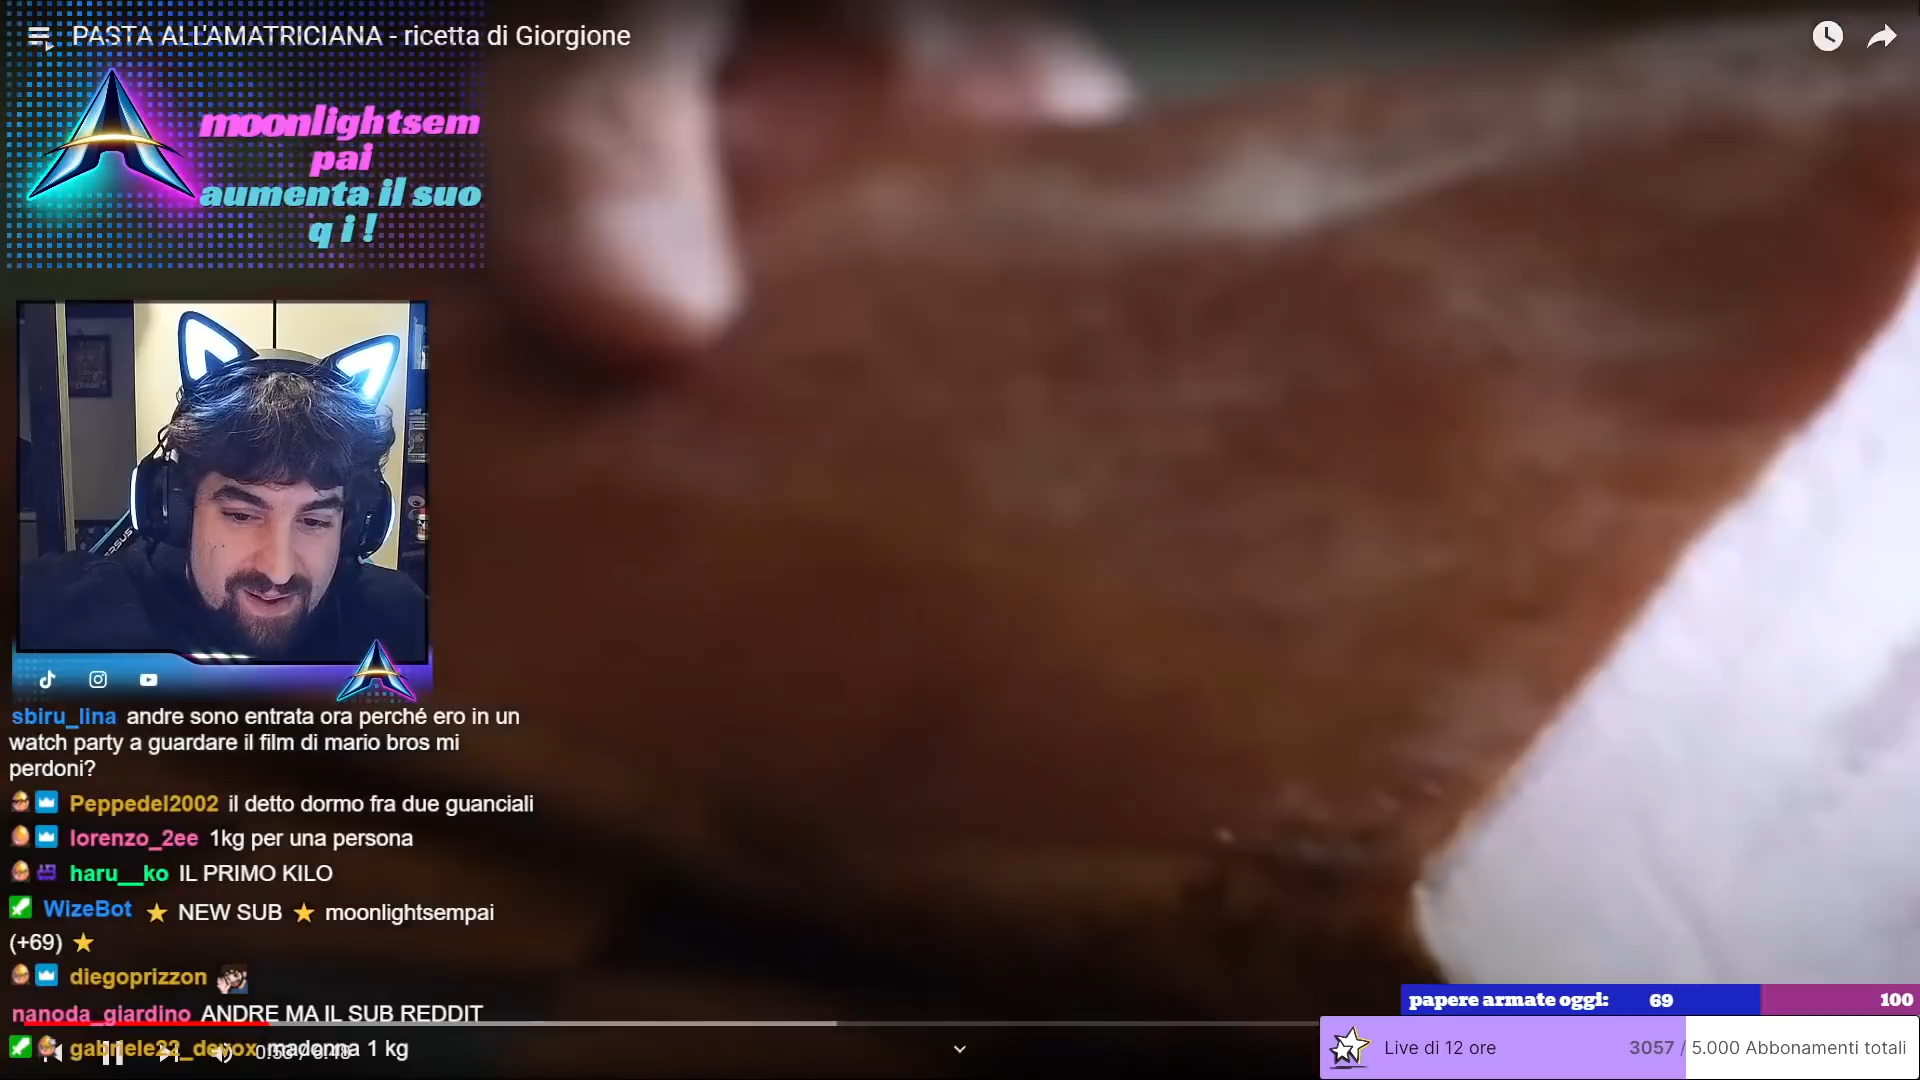 PASTA ALL'AMATRICIANA - ricetta di Giorgione
moonlightsem
pai
aumenta il suo
q i !
sbiru_lina andre sono entrata ora perché ero in un
watch party a guardare il film di mario bros mi
perdoni?
Peppedel2002 il detto dormo fra due guanciali
lorenzo_2ee 1kg per una persona
haru__ko IL PRIMO KILO
WizeBot NEW SUB moonlightsempai
(+69)
diegoprizzon
nanoda_giardino ANDRE MA IL SUB REDDIT
gabriele22_devox madonna 1 kg
papere armate oggi: 69 100
Live di 12 ore 3057 / 5.000 Abbonamenti totali